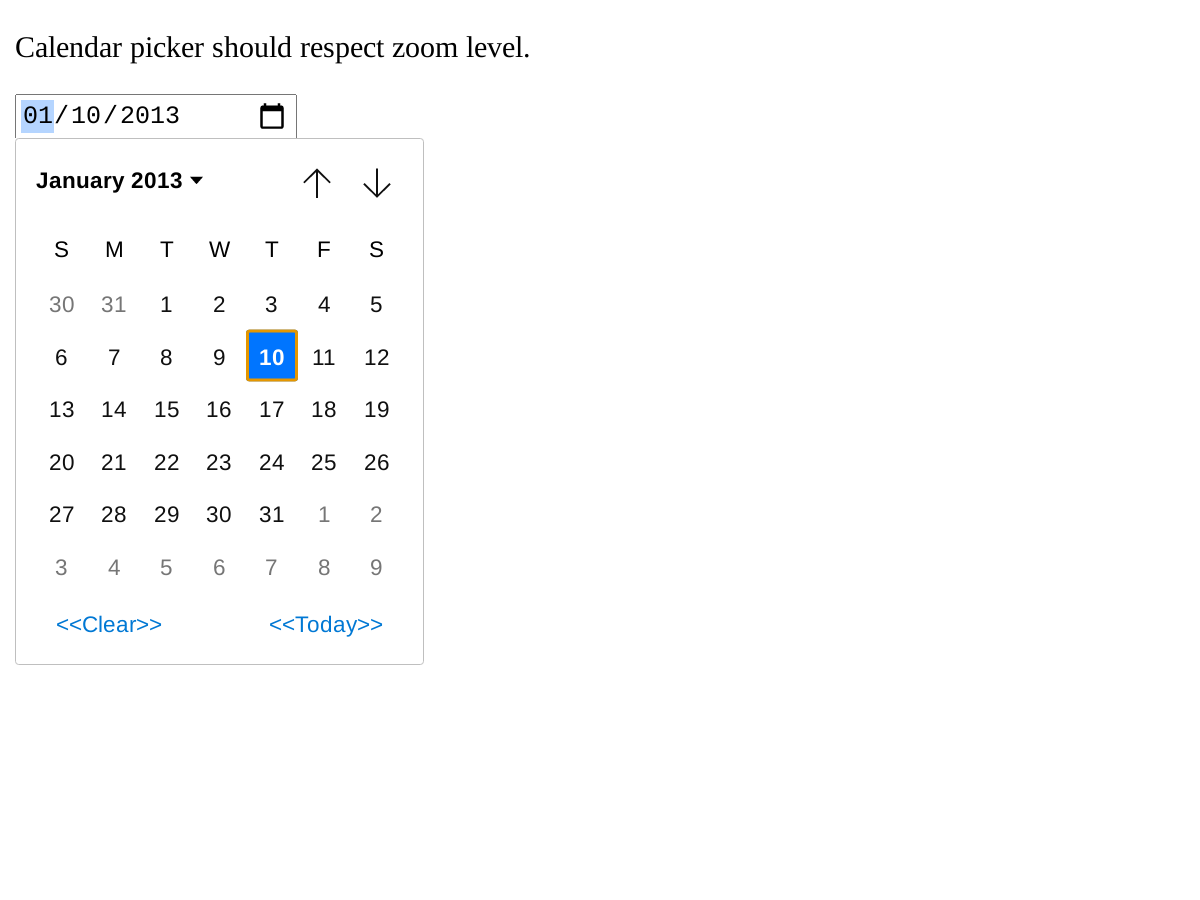 Calendar picker should respect zoom level.
01/10/2013
January 2013
S M T W T F S
30 31 1 2 3 4 5
6 7 8 9 10 11 12
13 14 15 16 17 18 19
20 21 22 23 24 25 26
27 28 29 30 31 1 2
3 4 5 6 7 8 9
<<Clear>> <<Today>>